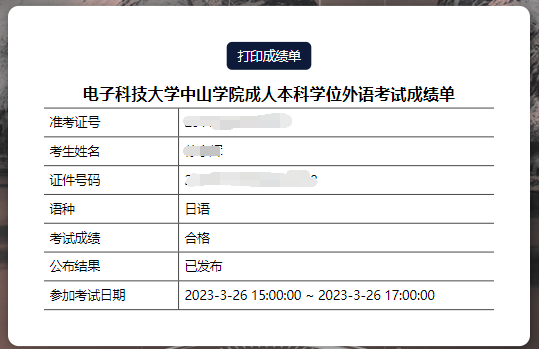 打印成绩单
电子科技大学中山学院成人本科学位外语考试成绩单
准考证号
考生姓名
证件号码
语种 日语
考试成绩 合格
公布结果 已发布
参加考试日期 2023-3-26 15:00:00 ~ 2023-3-26 17:00:00